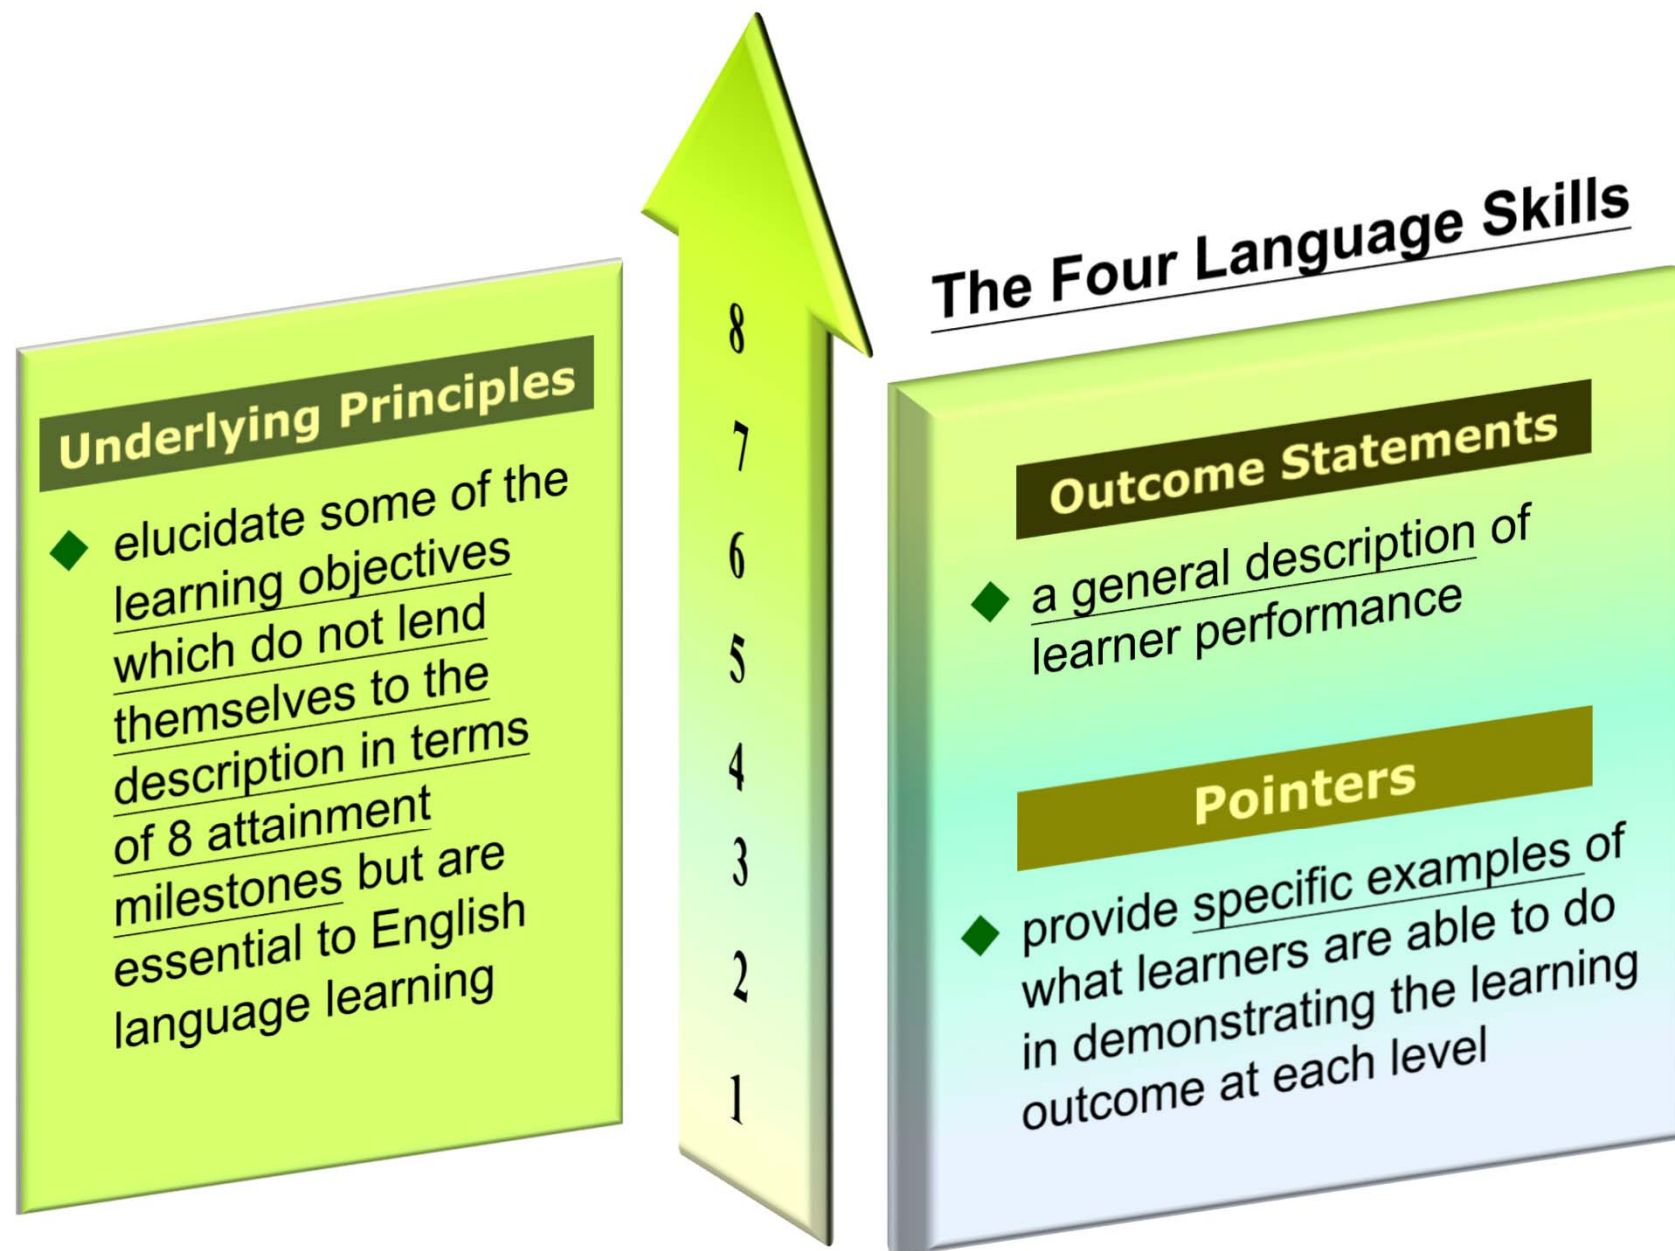 Underlying Principles
elucidate some of the
learning objectives
which do not lend
themselves to the
description in terms
of 8 attainment
milestones but are
essential to English
language learning
8
7
6
5
4
3
2
1
The Four Language Skills
Outcome Statements
a general description of
learner performance
Pointers
provide specific examples of
what learners are able to do
in demonstrating the learning
outcome at each level